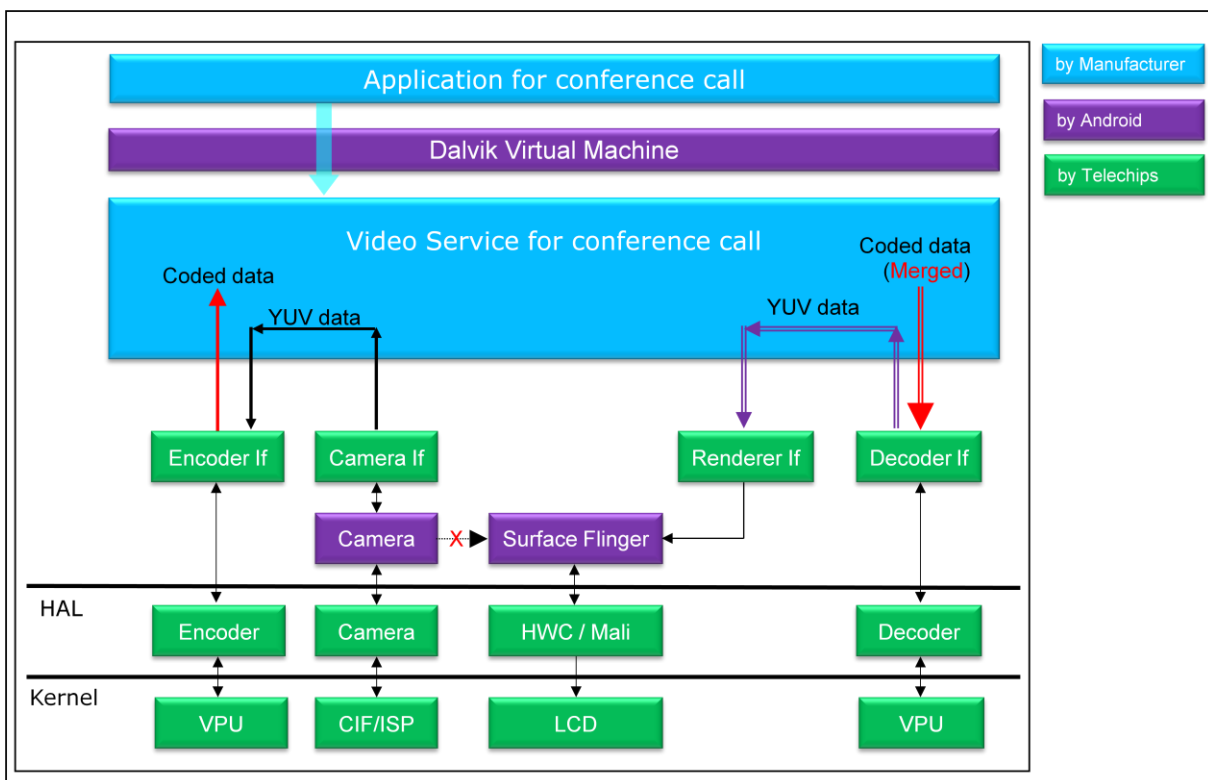 Application for conference call
by Manufacturer
by Android
Dalvik Virtual Machine
by Telechips
Video Service for conference call
Coded data
Coded data
(Merged)
YUV data
YUV data
Encoder If
Camera If
Renderer If
Decoder If
Camera
X
Surface Flinger
HAL
Encoder
Camera
HWC / Mali
Decoder
Kernel
VPU
CIF/ISP
LCD
VPU